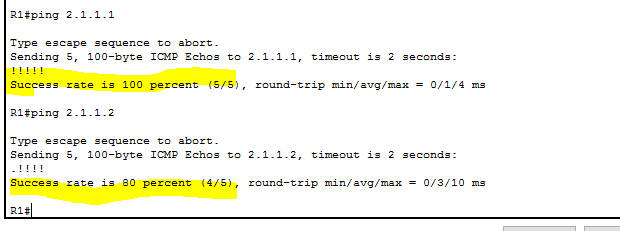 R1#ping 2.1.1.1
Type escape sequence to abort.
Sending 5, 100-byte ICMP Echos to 2.1.1.1, timeout is 2 seconds:
!!!!!
Success rate is 100 percent (5/5), round-trip min/avg/max = 0/1/4 ms
R1#ping 2.1.1.2
Type escape sequence to abort.
Sending 5, 100-byte ICMP Echos to 2.1.1.2, timeout is 2 seconds:
.!!!!
Success rate is 80 percent (4/5), round-trip min/avg/max = 0/3/10 ms
R1#